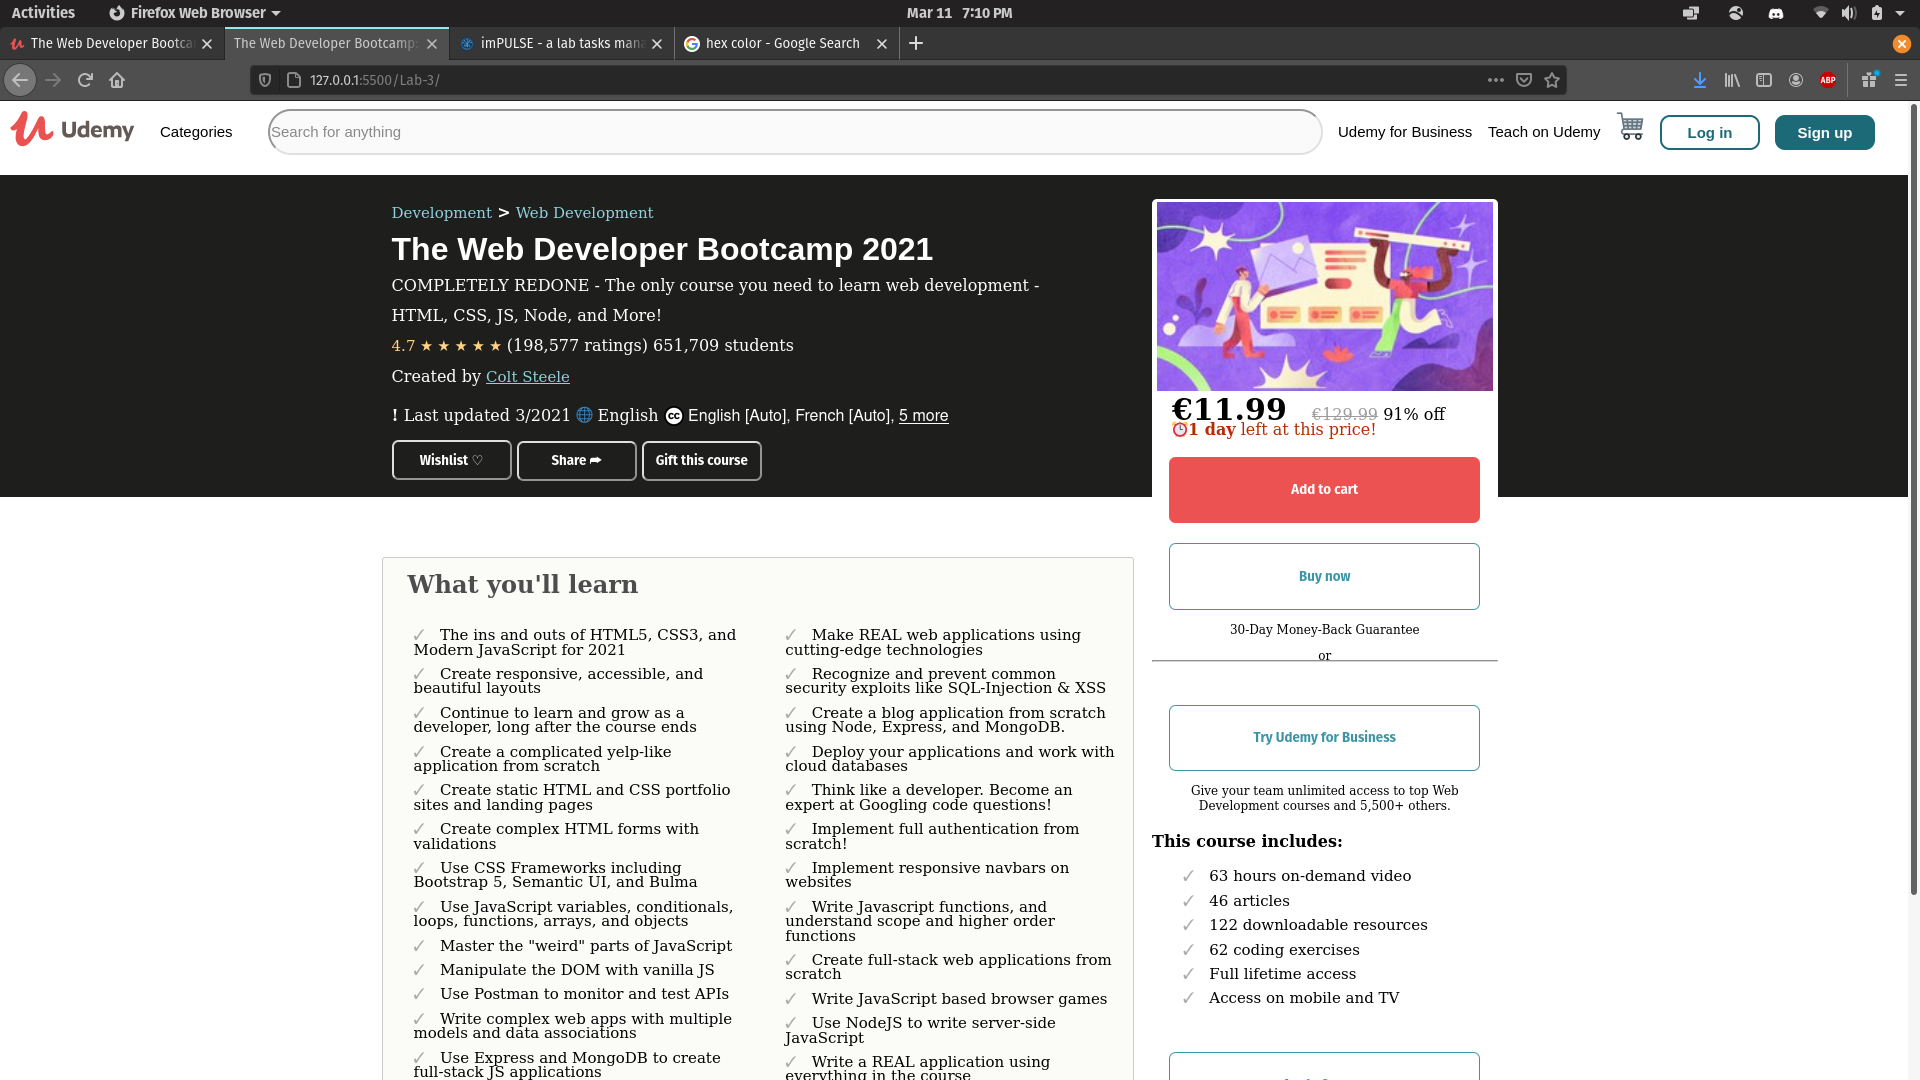 Activities Firefox Web Browser Mar 11 7:10 PM
The Web Developer Bootca The Web Developer Bootcamp: imPULSE - a lab tasks mana hex color - Google Search
127.0.0.1:5500/Lab-3/ ABP
Udemy Categories Search for anything Udemy for Business Teach on Udemy Log in Sign up
Development > Web Development
The Web Developer Bootcamp 2021
COMPLETELY REDONE - The only course you need to learn web development -
HTML, CSS, JS, Node, and More!
4.7 ★ ★ ★ ★ ★ (198,577 ratings) 651,709 students
Created by Colt Steele
! Last updated 3/2021 English cc English [Auto], French [Auto], 5 more
Wishlist ♡ Share ➦ Gift this course
€11.99 €129.99 91% off
1 day left at this price!
Add to cart
Buy now
30-Day Money-Back Guarantee
or
Try Udemy for Business
Give your team unlimited access to top Web
Development courses and 5,500+ others.
This course includes:
✓ 63 hours on-demand video
✓ 46 articles
✓ 122 downloadable resources
✓ 62 coding exercises
✓ Full lifetime access
✓ Access on mobile and TV
What you'll learn
✓ The ins and outs of HTML5, CSS3, and
Modern JavaScript for 2021
✓ Create responsive, accessible, and
beautiful layouts
✓ Continue to learn and grow as a
developer, long after the course ends
✓ Create a complicated yelp-like
application from scratch
✓ Create static HTML and CSS portfolio
sites and landing pages
✓ Create complex HTML forms with
validations
✓ Use CSS Frameworks including
Bootstrap 5, Semantic UI, and Bulma
✓ Use JavaScript variables, conditionals,
loops, functions, arrays, and objects
✓ Master the "weird" parts of JavaScript
✓ Manipulate the DOM with vanilla JS
✓ Use Postman to monitor and test APIs
✓ Write complex web apps with multiple
models and data associations
✓ Use Express and MongoDB to create
full-stack JS applications
✓ Make REAL web applications using
cutting-edge technologies
✓ Recognize and prevent common
security exploits like SQL-Injection & XSS
✓ Create a blog application from scratch
using Node, Express, and MongoDB.
✓ Deploy your applications and work with
cloud databases
✓ Think like a developer. Become an
expert at Googling code questions!
✓ Implement full authentication from
scratch!
✓ Implement responsive navbars on
websites
✓ Write Javascript functions, and
understand scope and higher order
functions
✓ Create full-stack web applications from
scratch
✓ Write JavaScript based browser games
✓ Use NodeJS to write server-side
JavaScript
✓ Write a REAL application using
everything in the course